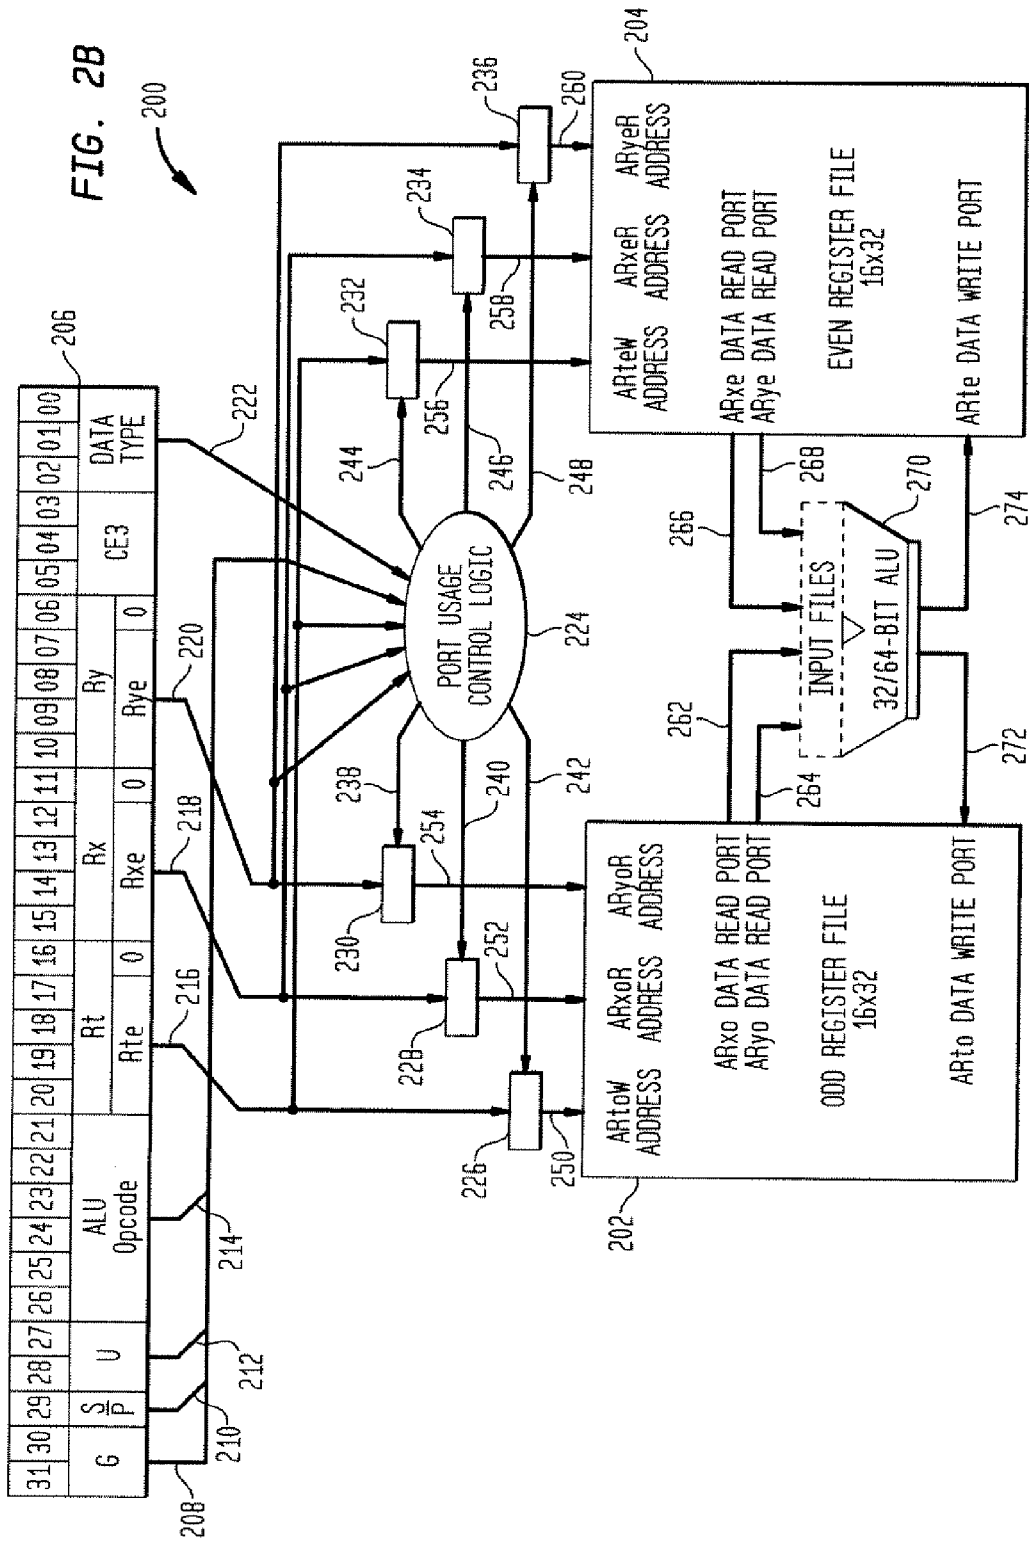 FIG. 2B
200
31 30 29 28 27 26 25 24 23 22 21 20 19 18 17 16 15 14 13 12 11 10 09 08 07 06 05 04 03 02 01 00
206
G
S/P
U
ALU
Opcode
Rt
Rte
0
Rx
Rxe
0
Ry
Rye
0
CE3
DATA
TYPE
208
210
212
214
216
218
220
222
PORT USAGE
CONTROL LOGIC
224
226
228
230
232
234
236
238
240
242
244
246
248
250
252
254
256
258
260
202
ARtoW
ADDRESS
ARxoR
ADDRESS
ARyoR
ADDRESS
ARxo DATA READ PORT
ARyo DATA READ PORT
ODD REGISTER FILE
16x32
ARto DATA WRITE PORT
262
264
266
268
INPUT FILES
32/64-BIT ALU
270
272
274
204
ARteW
ADDRESS
ARxeR
ADDRESS
ARyeR
ADDRESS
ARxe DATA READ PORT
ARye DATA READ PORT
EVEN REGISTER FILE
16x32
ARte DATA WRITE PORT